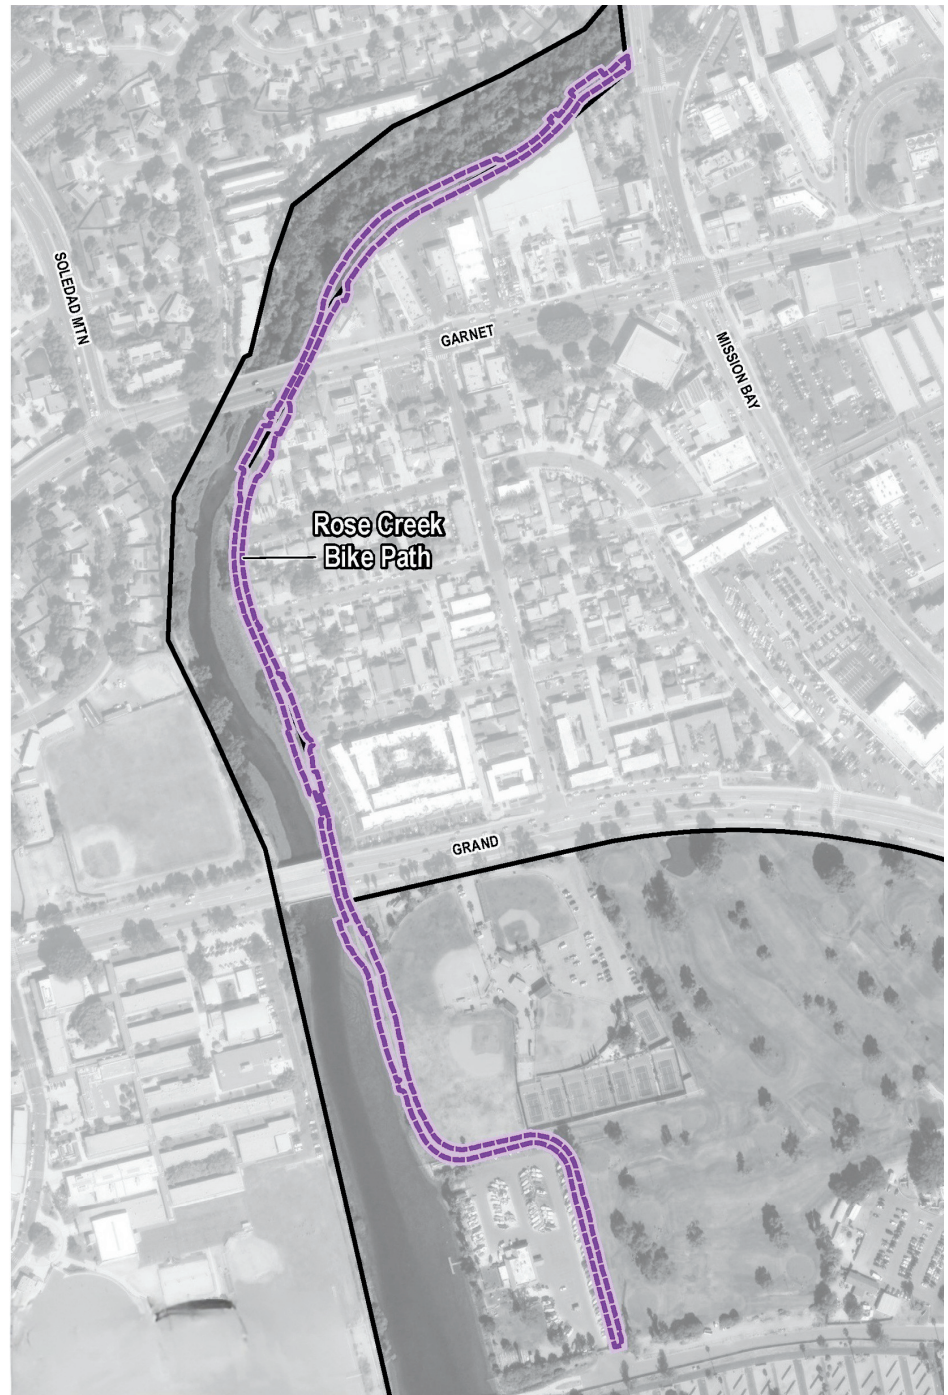 SOLEDAD MTN
GARNET
MISSION BAY
Rose Creek
Bike Path
GRAND